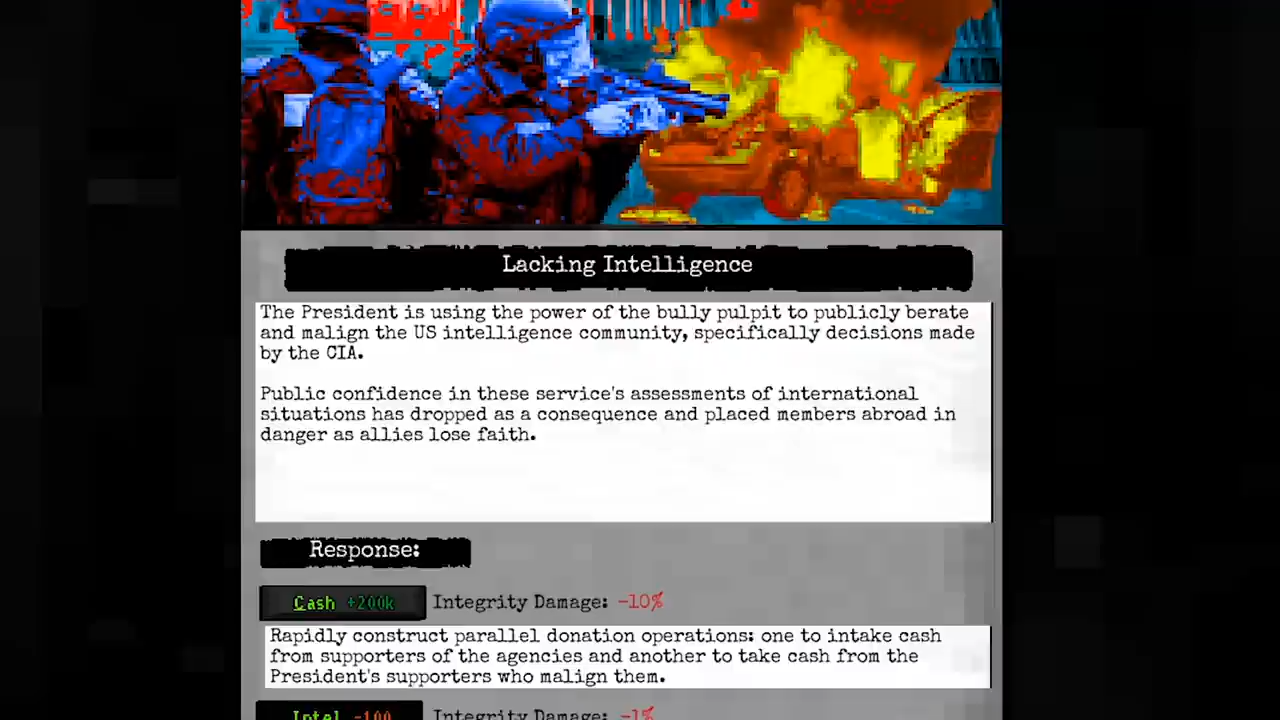 Lacking Intelligence
The President is using the power of the bully pulpit to publicly berate
and malign the US intelligence community, specifically decisions made
by the CIA.
Public confidence in these service's assessments of international
situations has dropped as a consequence and placed members abroad in
danger as allies lose faith.
Response:
Cash +200k Integrity Damage: -10%
Rapidly construct parallel donation operations: one to intake cash
from supporters of the agencies and another to take cash from the
President's supporters who malign them.
Intel -100 Integrity Damage: -1%